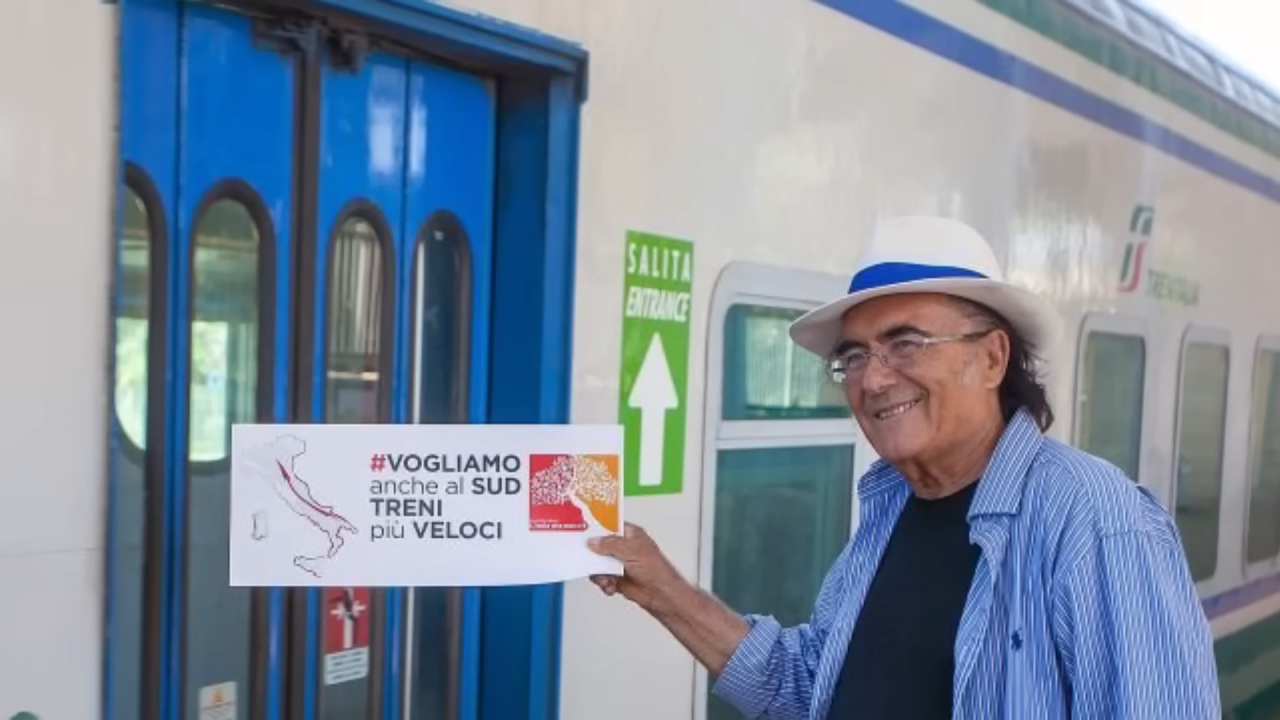 SALITA
ENTRANCE
TRENITALIA
#VOGLIAMO
anche al SUD
TRENI
più VELOCI